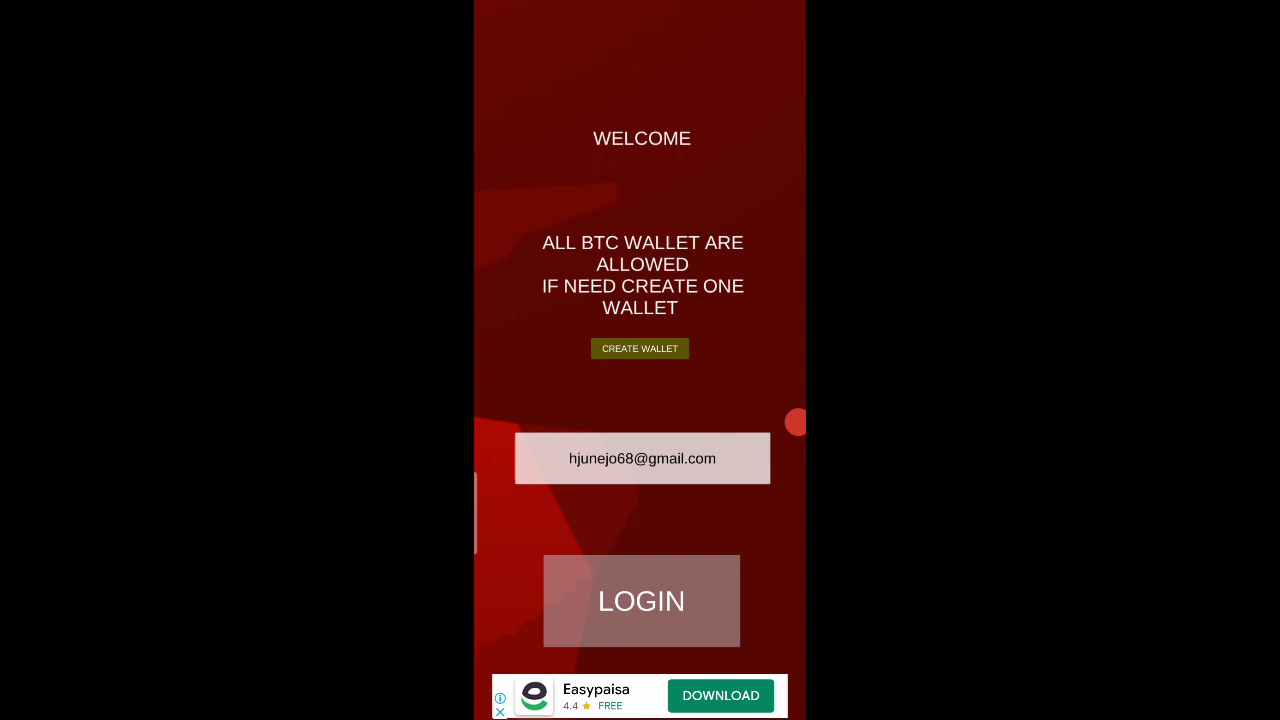 WELCOME
ALL BTC WALLET ARE
ALLOWED
IF NEED CREATE ONE
WALLET
CREATE WALLET
hjunejo68@gmail.com
LOGIN
Easypaisa
4.4 ★ FREE
DOWNLOAD